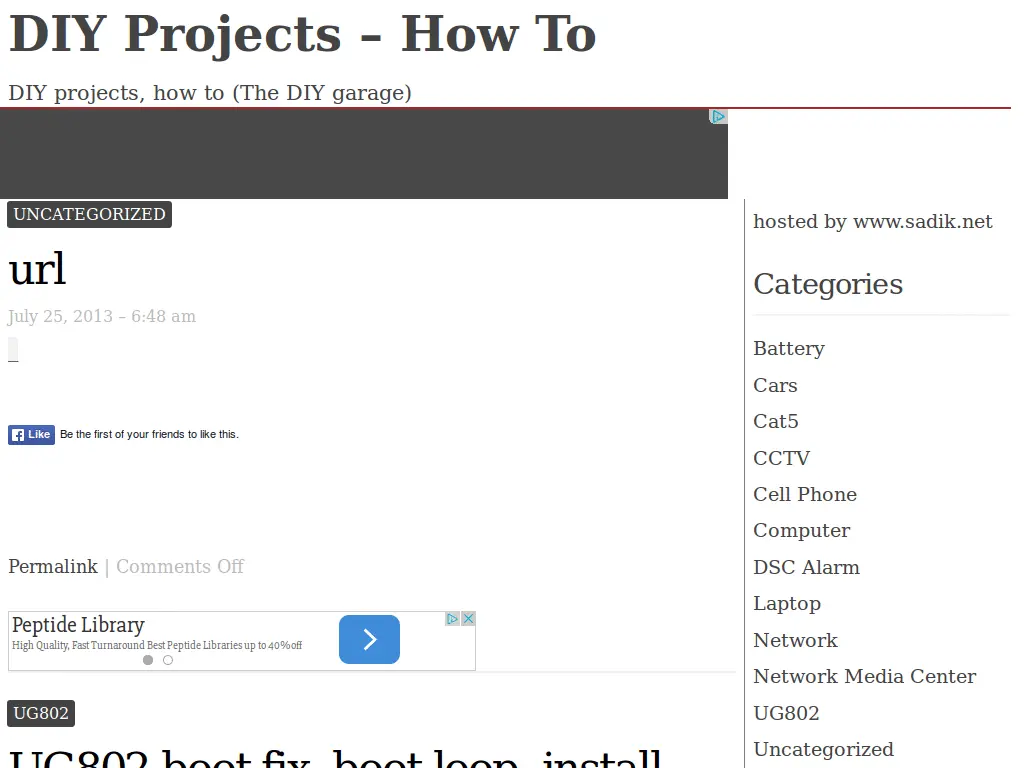 DIY Projects – How To
DIY projects, how to (The DIY garage)
UNCATEGORIZED
url
July 25, 2013 – 6:48 am
Like Be the first of your friends to like this.
Permalink | Comments Off
Peptide Library
High Quality, Fast Turnaround Best Peptide Libraries up to 40% off
UG802
UG802 boot fix, boot loop, install
hosted by www.sadik.net
Categories
Battery
Cars
Cat5
CCTV
Cell Phone
Computer
DSC Alarm
Laptop
Network
Network Media Center
UG802
Uncategorized